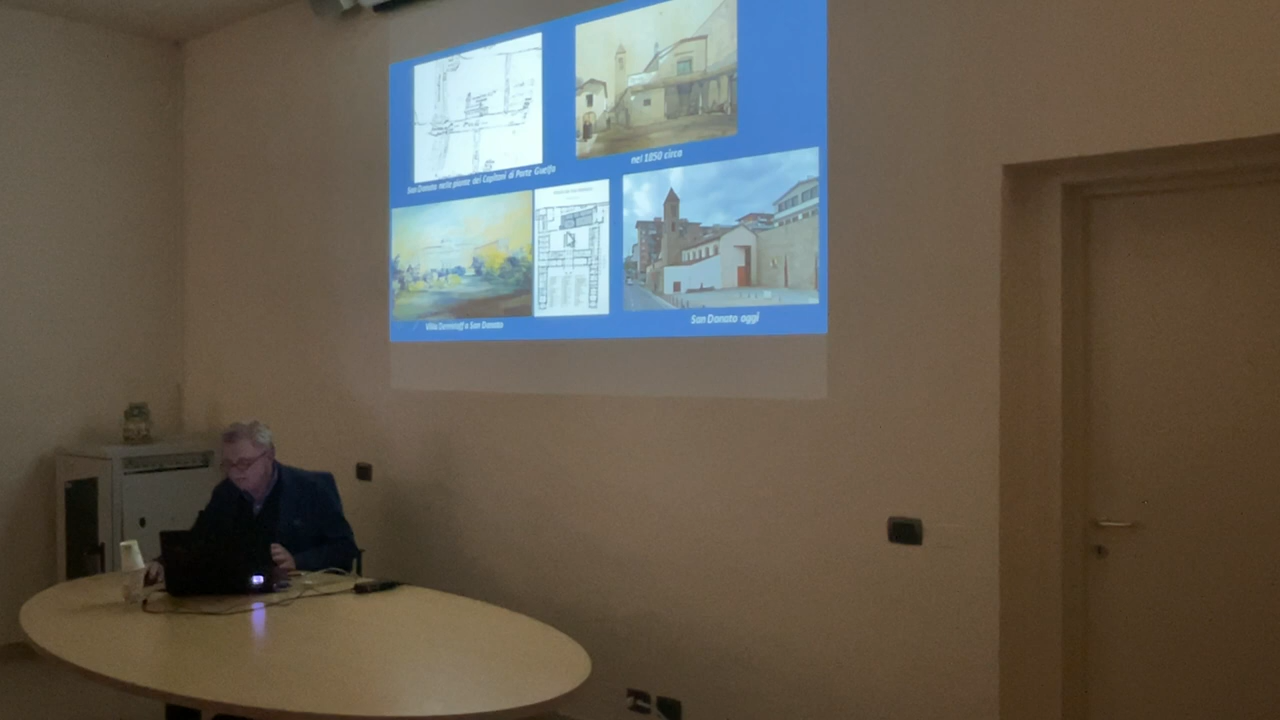 San Donato nelle piante dei Capitani di Parte Guelfa
nel 1850 circa
Villa Demidoff a San Donato
San Donato oggi